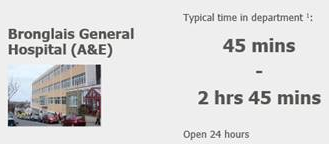 Bronglais General
Hospital (A&E)
Typical time in department ¹:
45 mins
-
2 hrs 45 mins
Open 24 hours